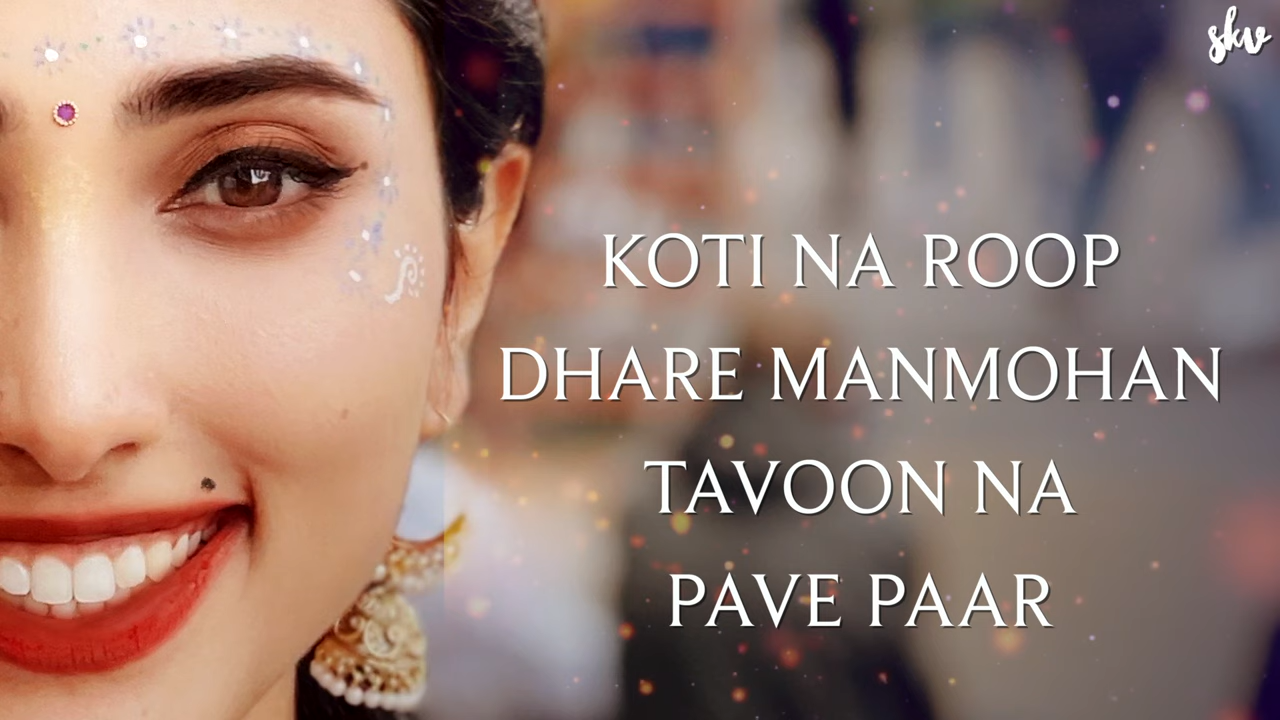 skv
KOTI NA ROOP
DHARE MANMOHAN
TAVOON NA
PAVE PAAR